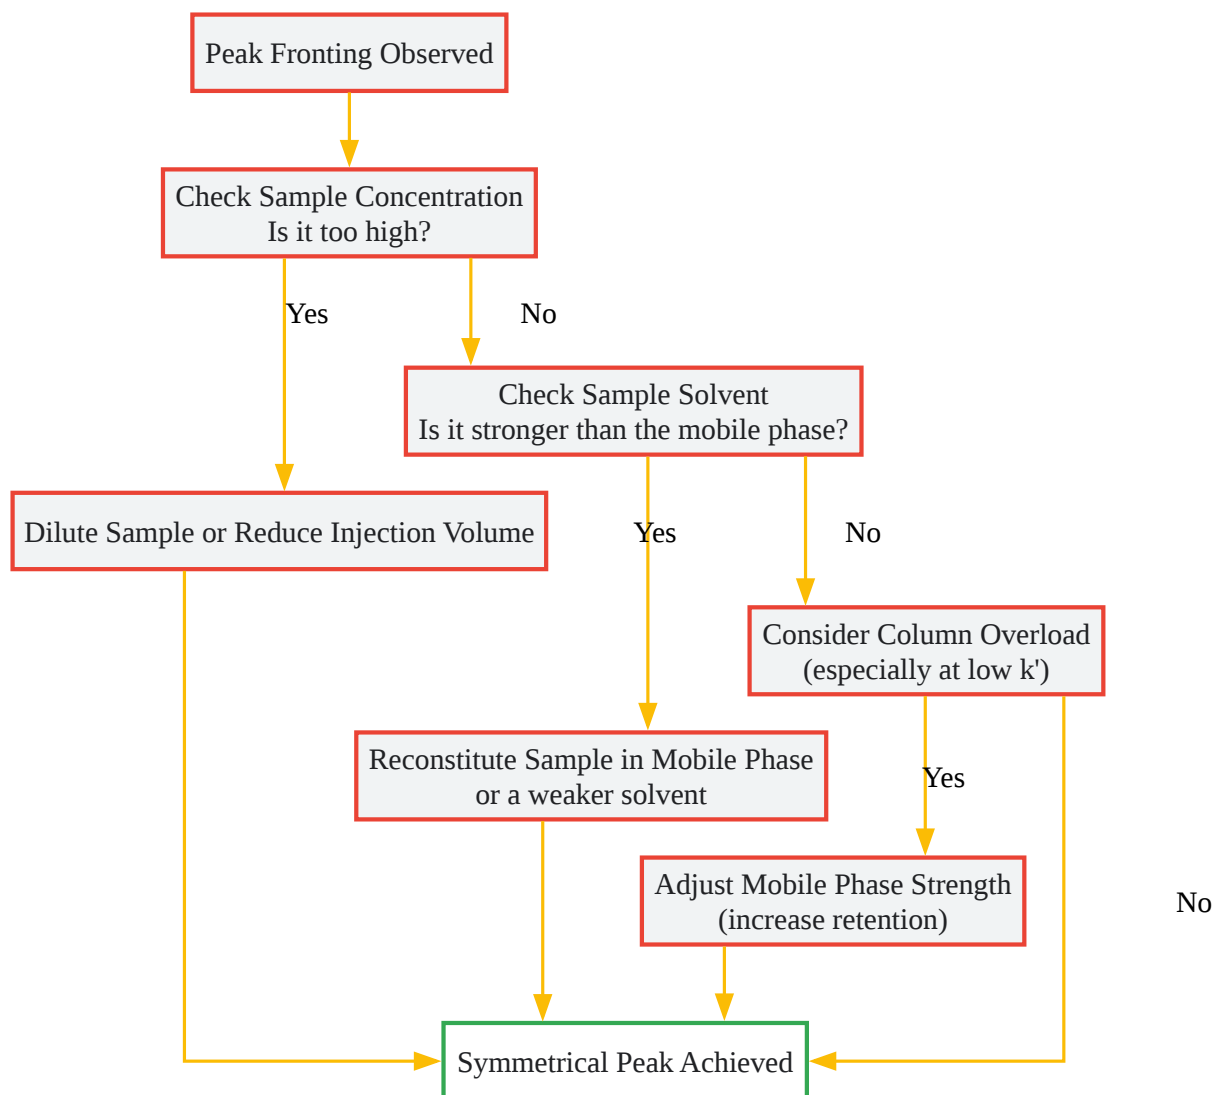 Peak Fronting Observed
Check Sample Concentration
Is it too high?
Yes
No
Check Sample Solvent
Is it stronger than the mobile phase?
Dilute Sample or Reduce Injection Volume
Yes
No
Consider Column Overload
(especially at low k')
Reconstitute Sample in Mobile Phase
or a weaker solvent
Yes
Adjust Mobile Phase Strength
(increase retention)
No
Symmetrical Peak Achieved